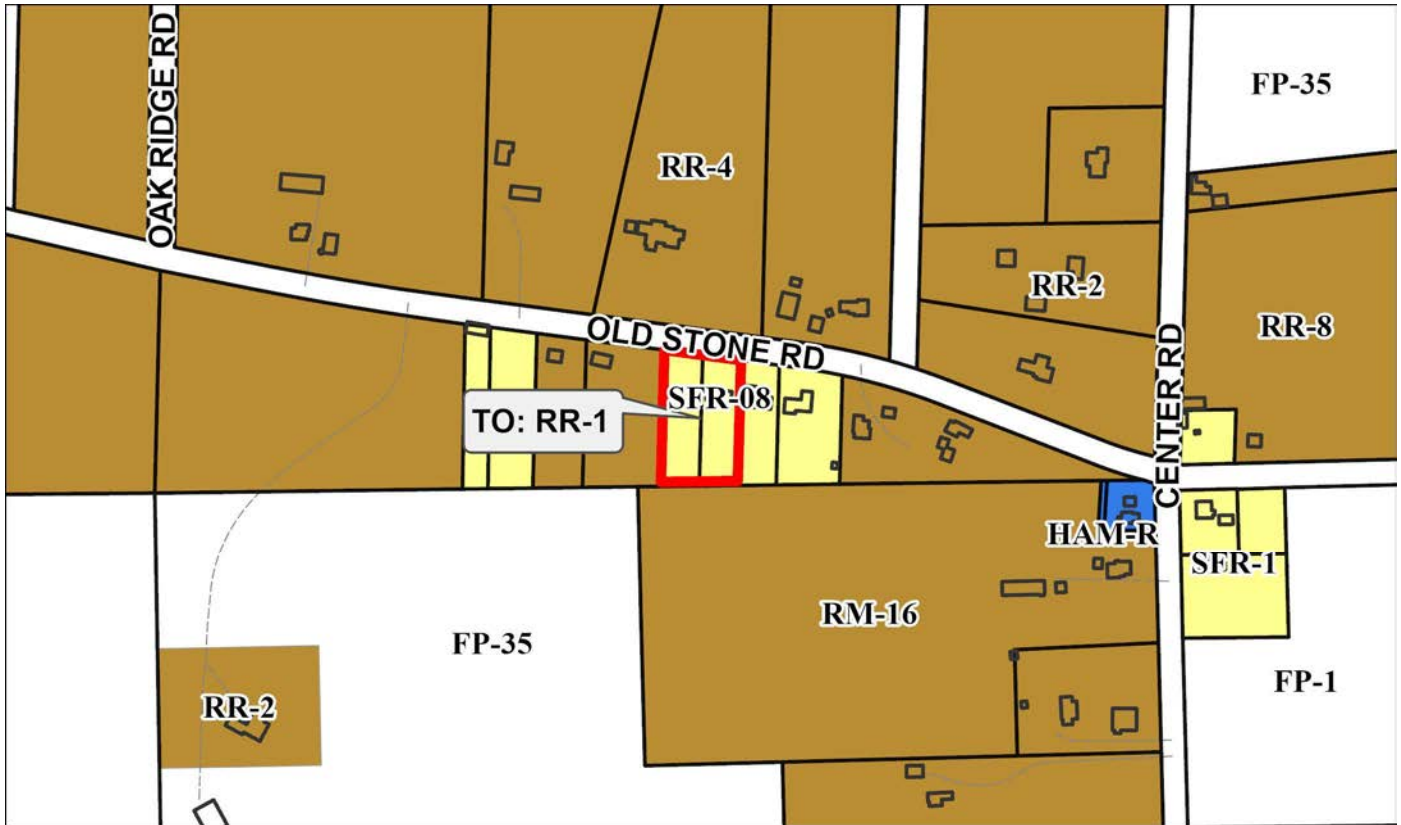 OAK RIDGE RD
FP-35
RR-4
RR-2
RR-8
OLD STONE RD
CENTER RD
SFR-08
TO: RR-1
HAM-R
SFR-1
RM-16
FP-35
FP-1
RR-2